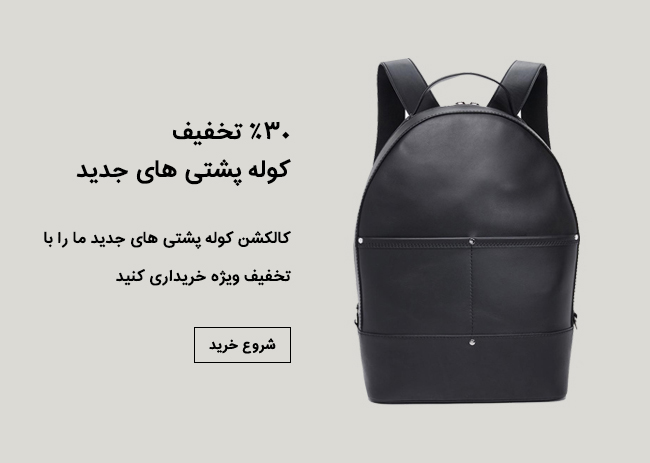 ۳۰٪ تخفیف
کوله پشتی های جدید
کالکشن کوله پشتی های جدید ما را با
تخفیف ویژه خریداری کنید
شروع خرید